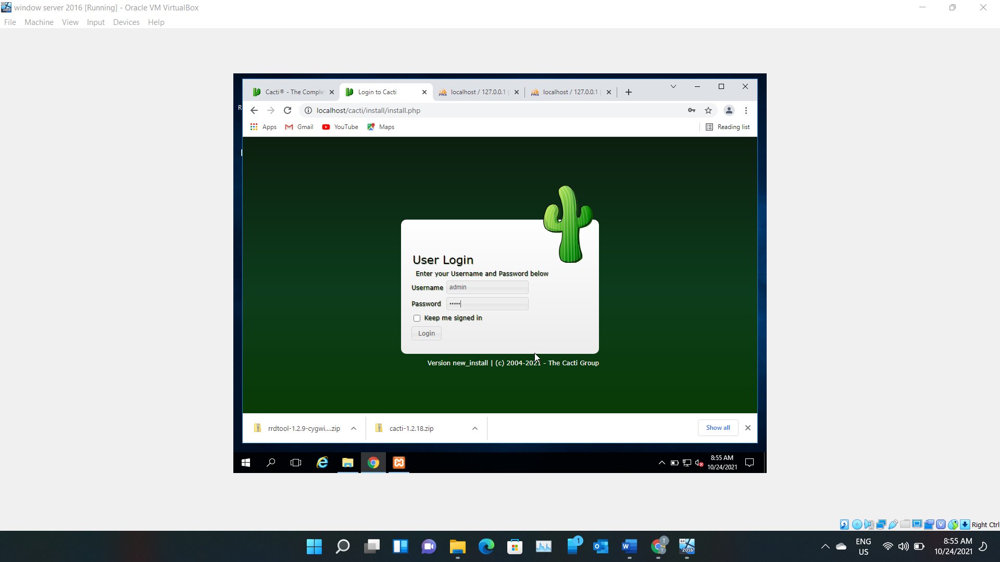 window server 2016 [Running] - Oracle VM VirtualBox
File Machine View Input Devices Help
Cacti® - The Comple
Login to Cacti
localhost / 127.0.0.1 |
localhost / 127.0.0.1 |
localhost/cacti/install/install.php
Apps Gmail YouTube Maps Reading list
User Login
Enter your Username and Password below
Username admin
Password •••••
Keep me signed in
Login
Version new_install | (c) 2004-2021 - The Cacti Group
rrdtool-1.2.9-cygwi....zip
cacti-1.2.18.zip
Show all
8:55 AM
10/24/2021
Right Ctrl
1
ENG
US
8:55 AM
10/24/2021